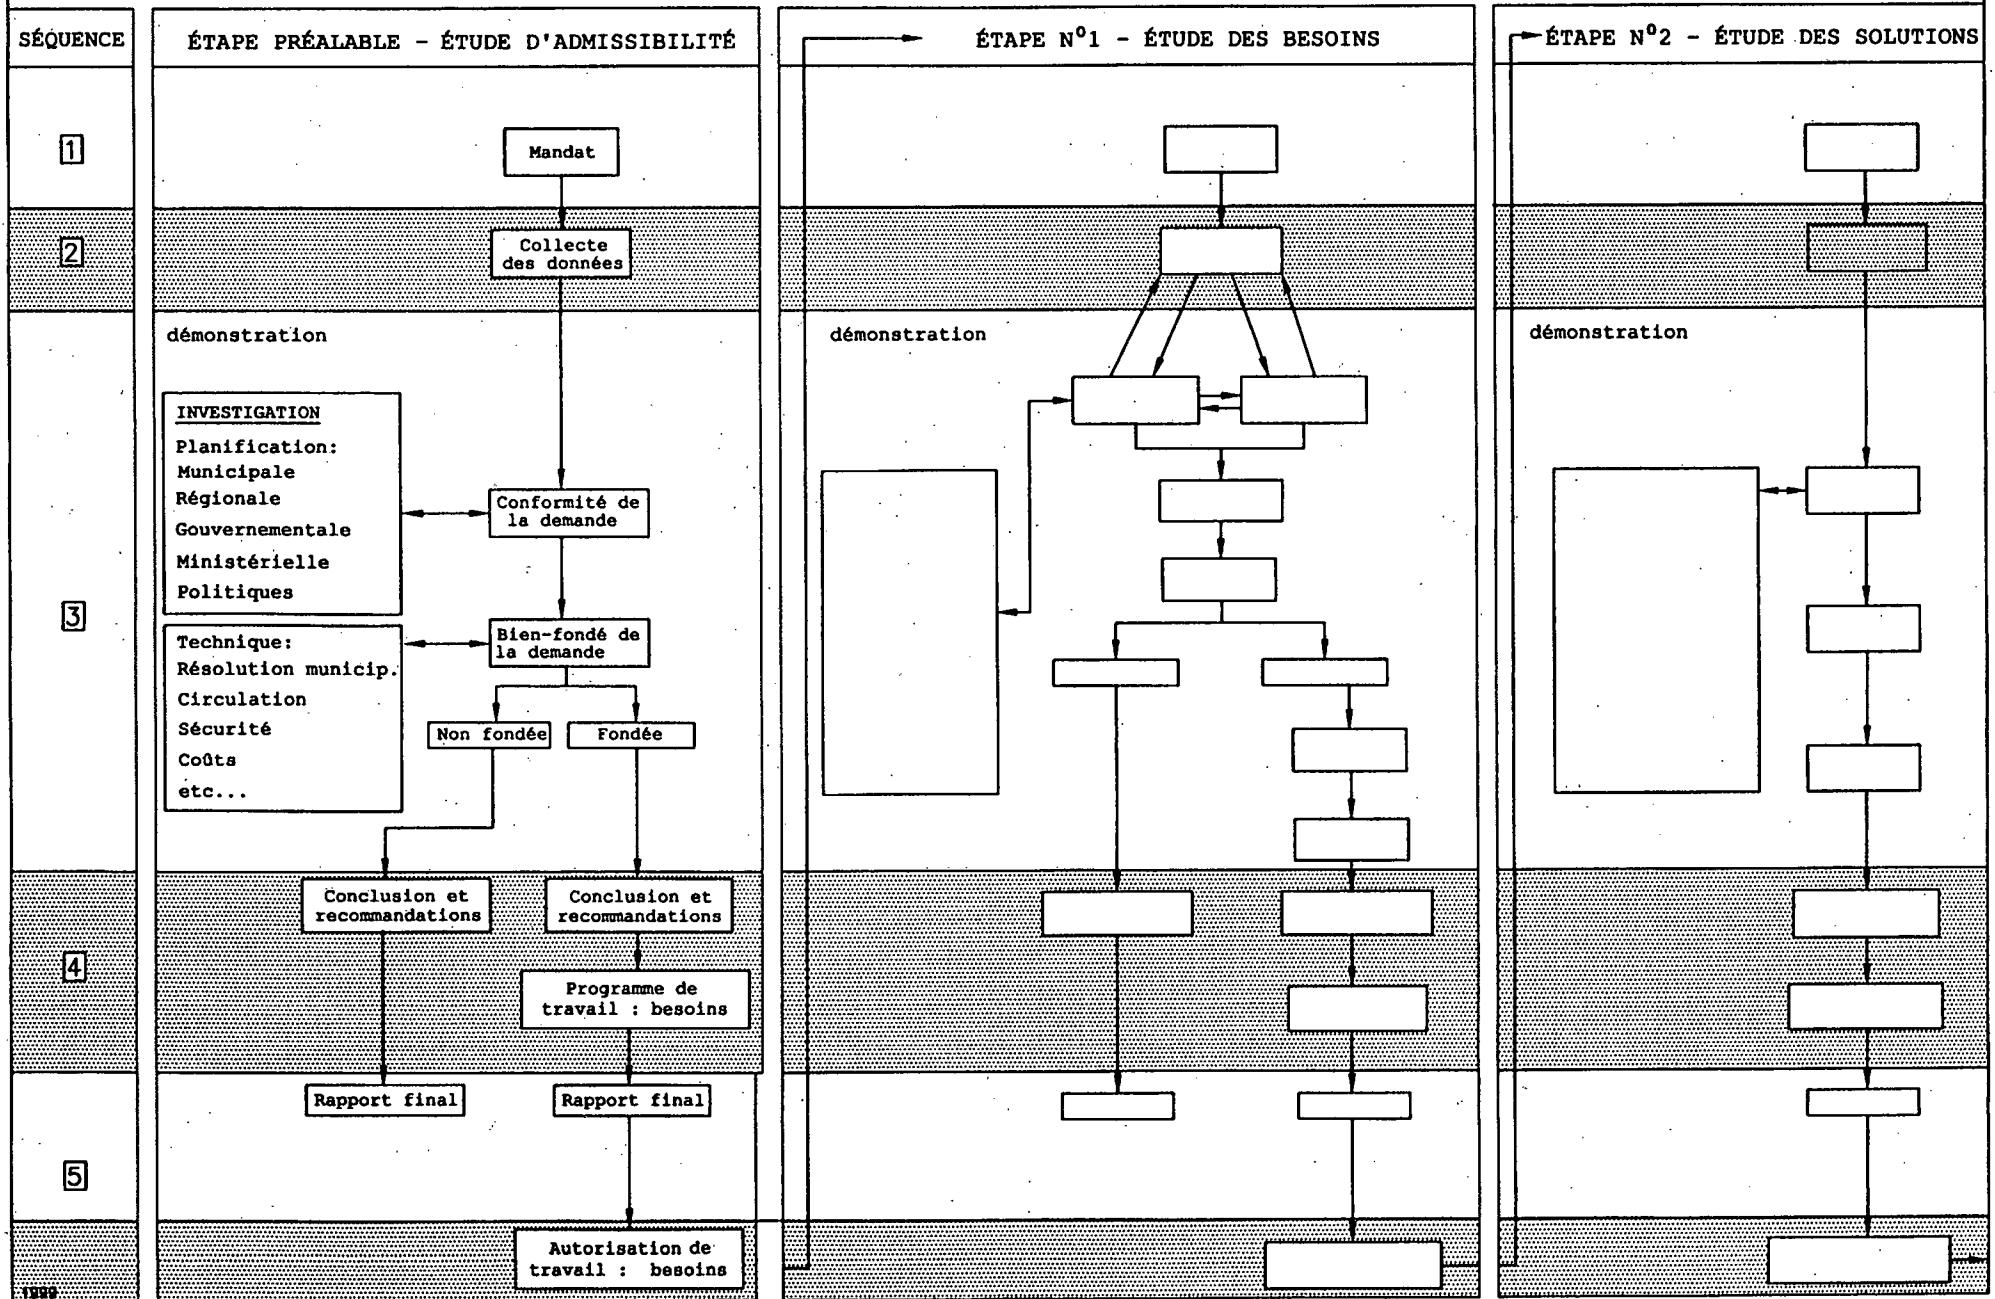 SÉQUENCE
ÉTAPE PRÉALABLE - ÉTUDE D'ADMISSIBILITÉ
ÉTAPE Nº1 - ÉTUDE DES BESOINS
ÉTAPE Nº2 - ÉTUDE DES SOLUTIONS
1
Mandat
2
Collecte
des données
démonstration
démonstration
démonstration
INVESTIGATION
Planification:
Municipale
Régionale
Gouvernementale
Ministérielle
Politiques
Conformité de
la demande
3
Technique:
Résolution municip.
Circulation
Sécurité
Coûts
etc...
Bien-fondé de
la demande
Non fondée
Fondée
Conclusion et
recommandations
Conclusion et
recommandations
4
Programme de
travail : besoins
Rapport final
Rapport final
5
Autorisation de
travail : besoins